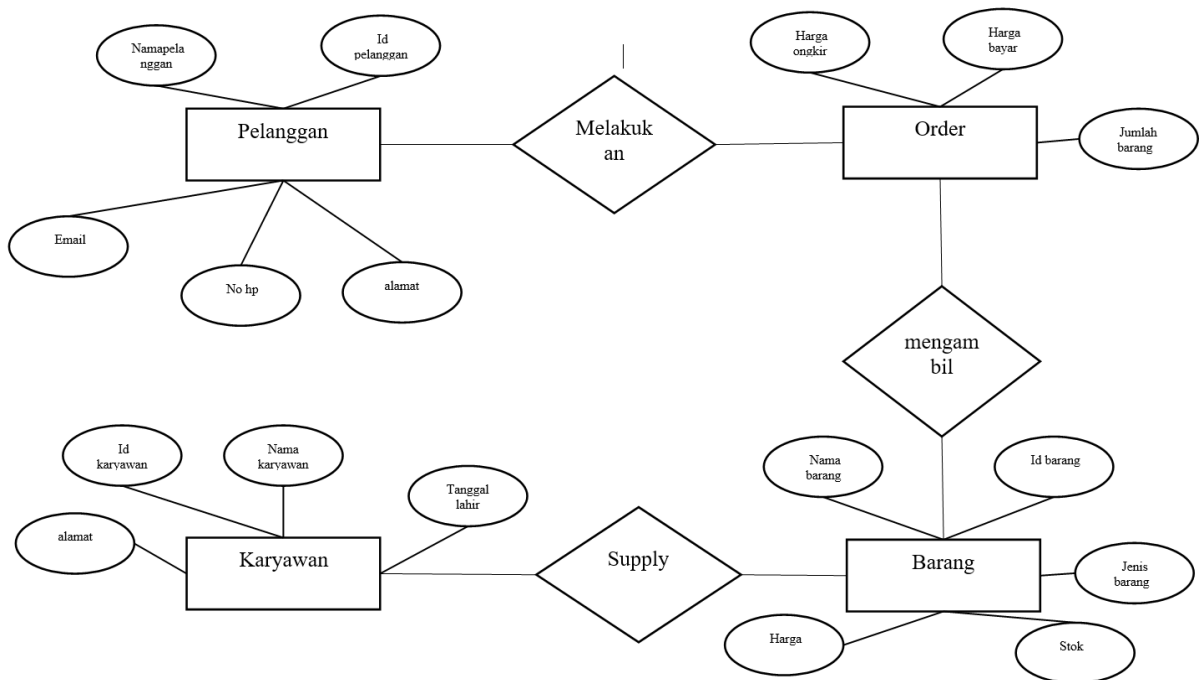 Namapela
nggan
Id
pelanggan
Harga
ongkir
Harga
bayar
Pelanggan
Melakuk
an
Order
Jumlah
barang
Email
No hp
alamat
mengam
bil
Id
karyawan
Nama
karyawan
Tanggal
lahir
Nama
barang
Id barang
alamat
Karyawan
Supply
Barang
Jenis
barang
Harga
Stok